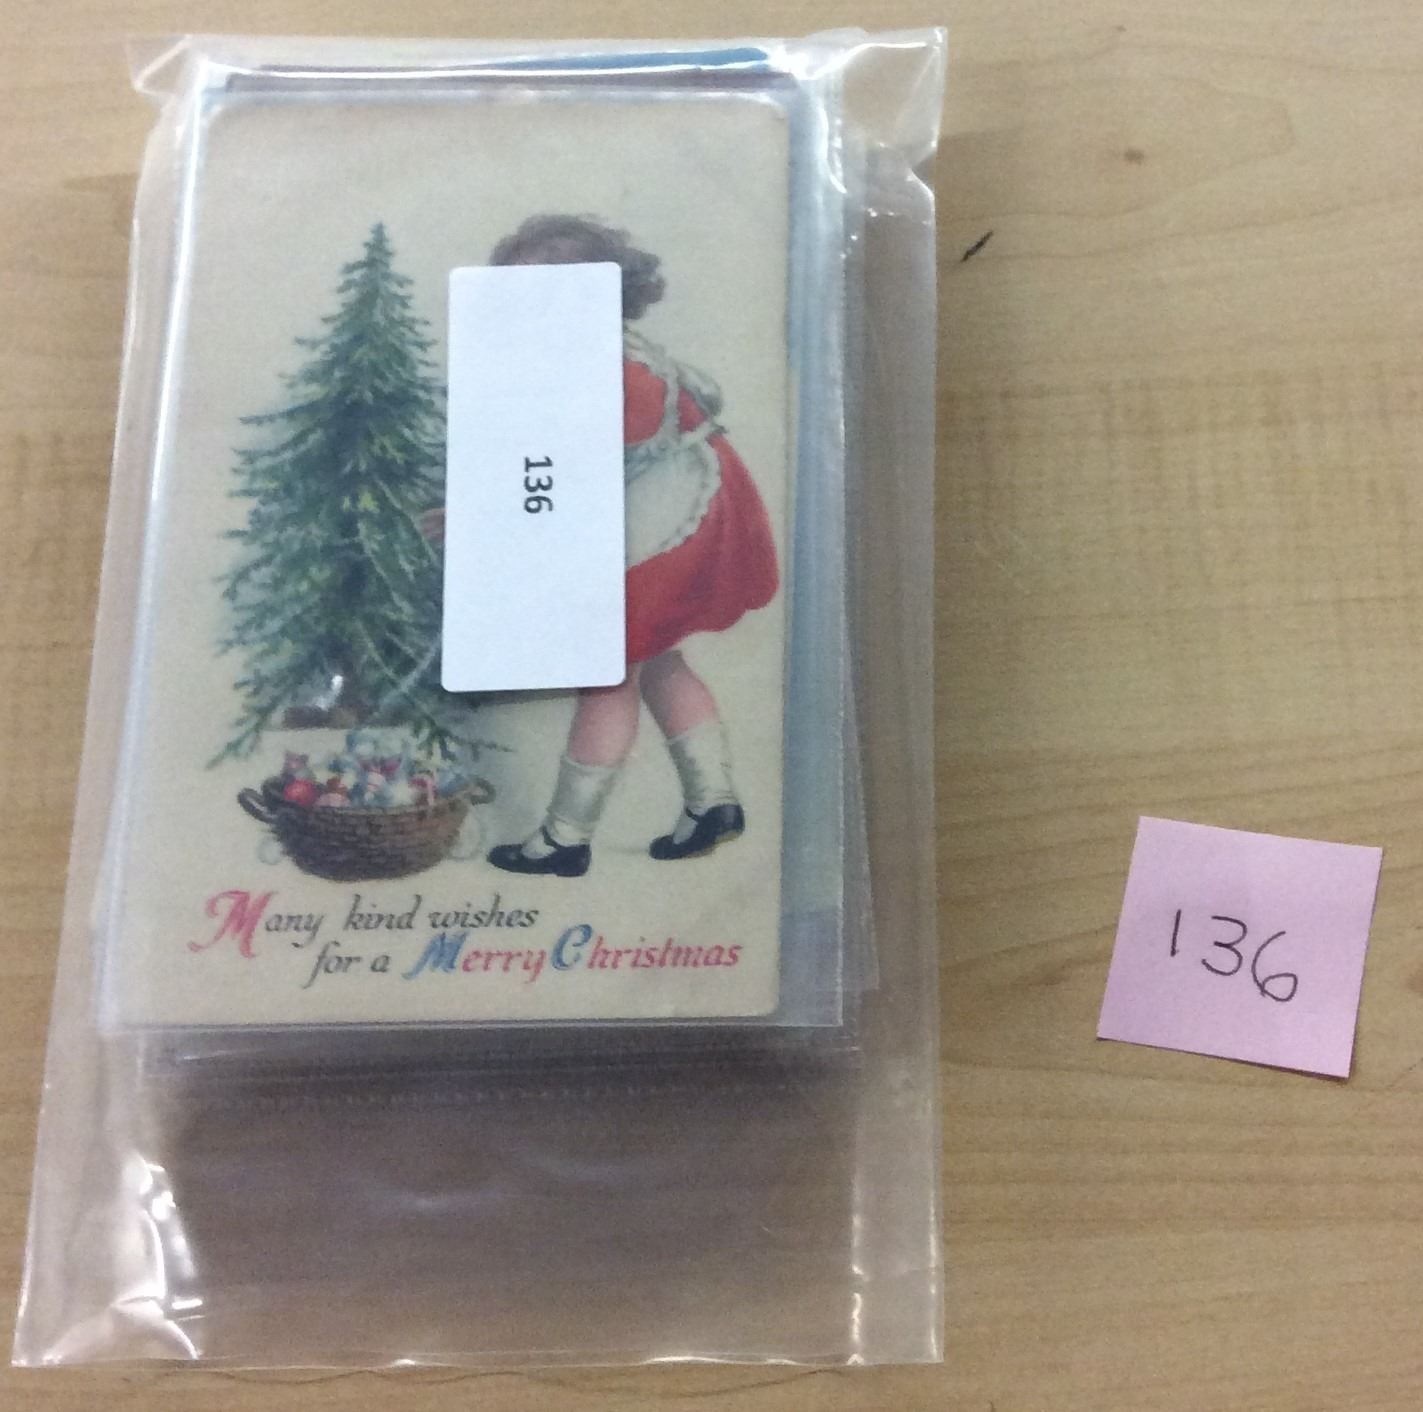 136
Many kind wishes
for a Merry Christmas
136